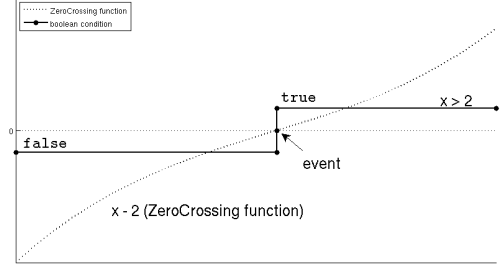 ZeroCrossing function
boolean condition
true
x > 2
0
false
event
x - 2 (ZeroCrossing function)